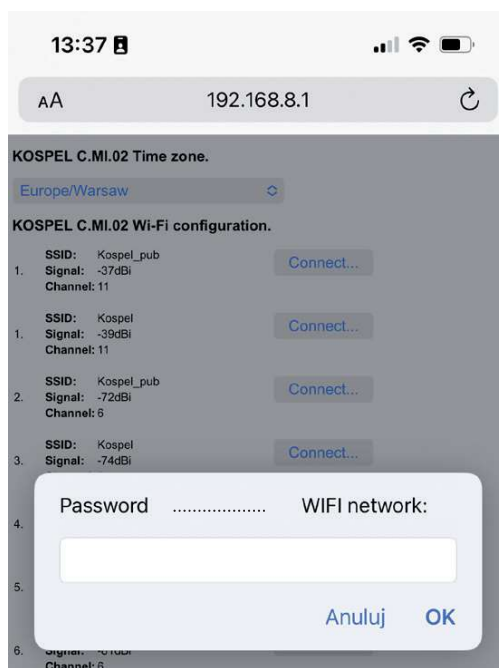 13:37
AA 192.168.8.1
KOSPEL C.MI.02 Time zone.
Europe/Warsaw
KOSPEL C.MI.02 Wi-Fi configuration.
SSID: Kospel_pub
1. Signal: -37dBi Connect...
Channel: 11
SSID: Kospel
1. Signal: -39dBi Connect...
Channel: 11
SSID: Kospel_pub
2. Signal: -72dBi Connect...
Channel: 6
SSID: Kospel
3. Signal: -74dBi Connect...
Password ................... WIFI network:
4.
5.
Anuluj OK
6. Signal:
Channel: 6